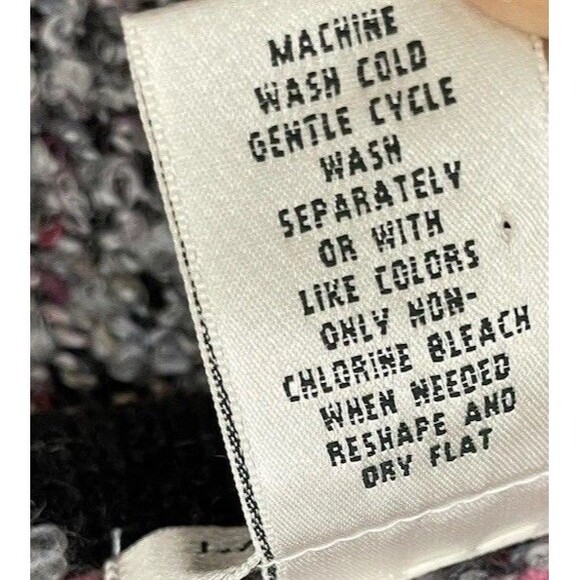 MACHINE
WASH COLD
GENTLE CYCLE
WASH
SEPARATELY
OR WITH
LIKE COLORS
ONLY NON-
CHLORINE BLEACH
WHEN NEEDED
RESHAPE AND
DRY FLAT